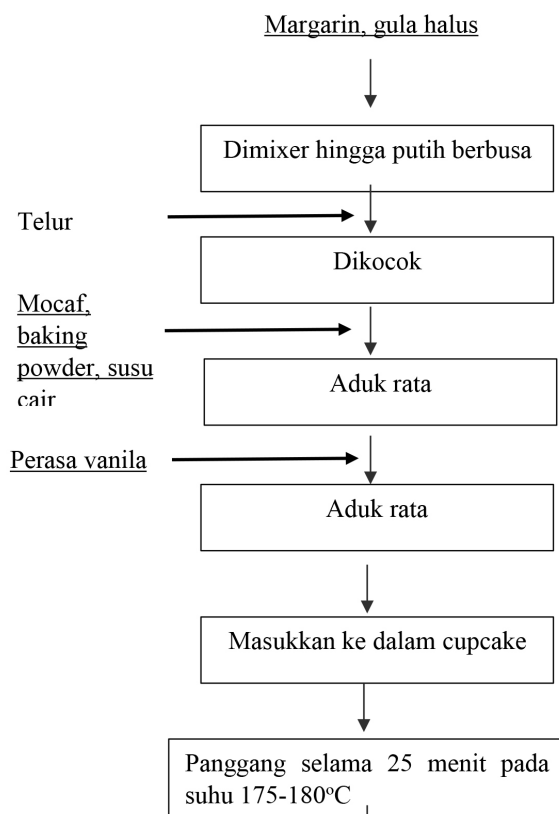 Margarin, gula halus
Dimixer hingga putih berbusa
Telur
Dikocok
Mocaf,
baking
powder, susu
cair
Aduk rata
Perasa vanila
Aduk rata
Masukkan ke dalam cupcake
Panggang selama 25 menit pada
suhu 175-180°C